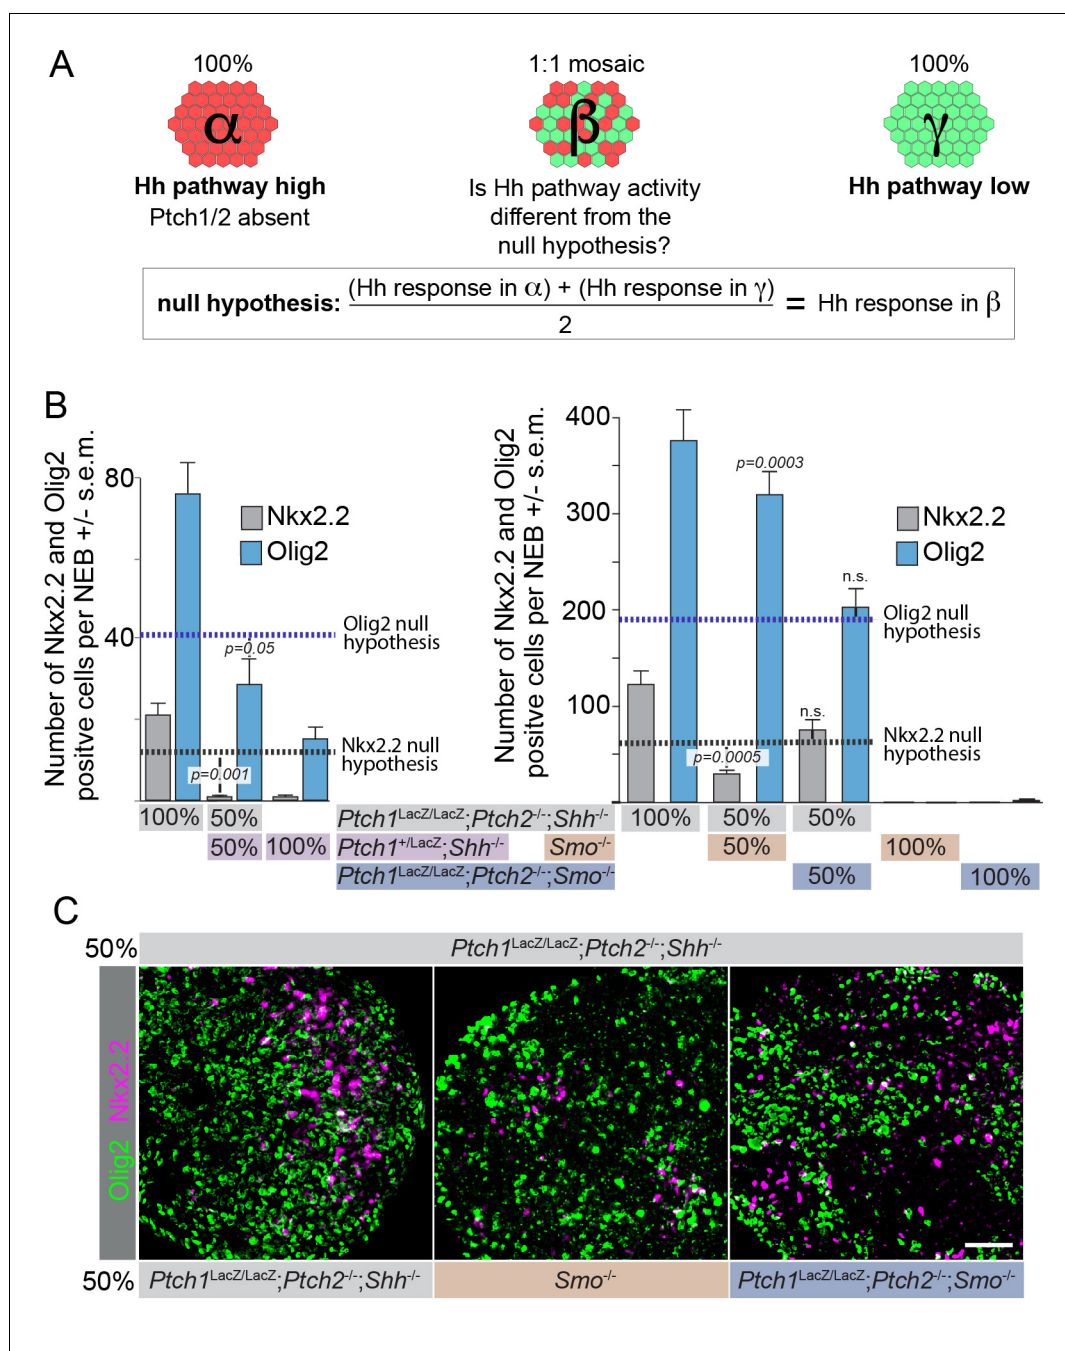 A
100%
1:1 mosaic
100%
α
β
γ
Hh pathway high
Ptch1/2 absent
Is Hh pathway activity
different from the
null hypothesis?
Hh pathway low
null hypothesis: (Hh response in α) + (Hh response in γ) / 2 = Hh response in β
B
Number of Nkx2.2 and Olig2
positve cells per NEB +/- s.e.m.
80
40
Nkx2.2
Olig2
Olig2 null
hypothesis
p=0.05
Nkx2.2 null
hypothesis
p=0.001
Number of Nkx2.2 and Olig2
positve cells per NEB +/- s.e.m.
400
300
200
100
p=0.0003
Nkx2.2
Olig2
n.s.
Olig2 null
hypothesis
n.s.
Nkx2.2 null
hypothesis
p=0.0005
100% 50% Ptch1LacZ/LacZ;Ptch2-/-;Shh-/- 100% 50% 50%
50% 100% Ptch1+/LacZ;Shh-/- Smo-/- 50% 100%
Ptch1LacZ/LacZ;Ptch2-/-;Smo-/- 50% 100%
C
50% Ptch1LacZ/LacZ;Ptch2-/-;Shh-/-
Olig2 Nkx2.2
50% Ptch1LacZ/LacZ;Ptch2-/-;Shh-/- Smo-/- Ptch1LacZ/LacZ;Ptch2-/-;Smo-/-